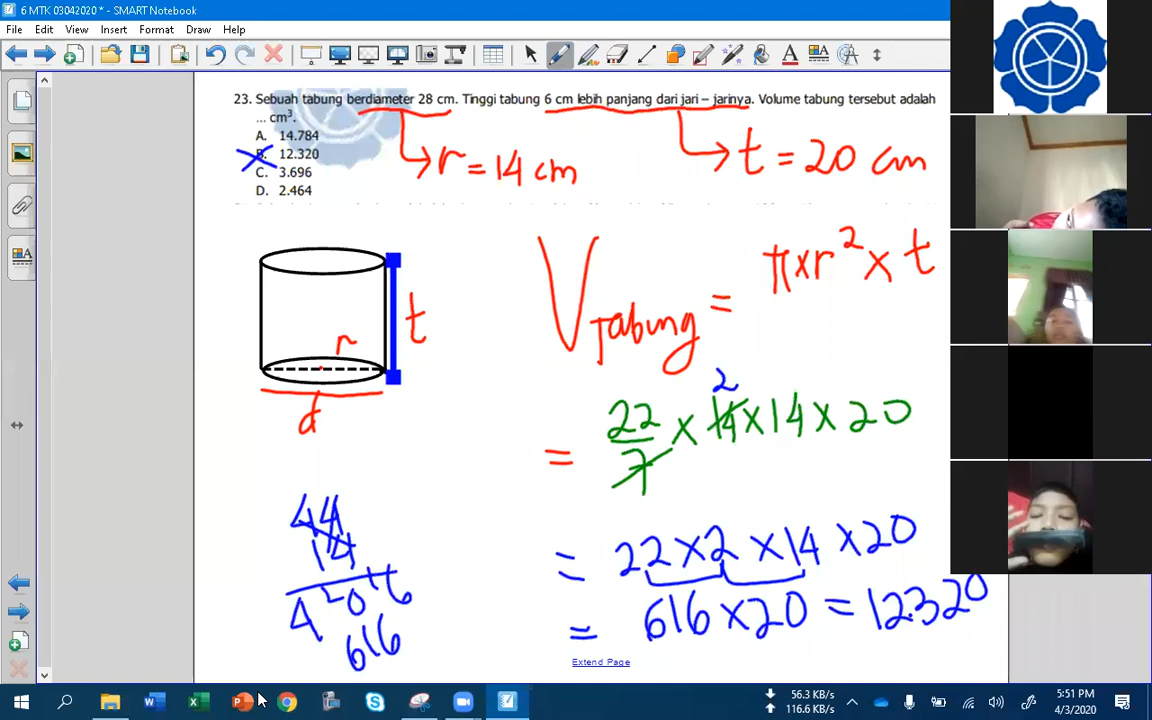 6 MTK 03042020 * - SMART Notebook
File Edit View Insert Format Draw Help
23. Sebuah tabung berdiameter 28 cm. Tinggi tabung 6 cm lebih panjang dari jari – jarinya. Volume tabung tersebut adalah
... cm³.
A. 14.784
B. 12.320
C. 3.696
D. 2.464
r = 14 cm
t = 20 cm
V Tabung = π x r² x t
r
t
d
= 22/7 x 14 x 14 x 20
2
= 22 x 2 x 14 x 20
= 616 x 20 = 12.320
44
14
4 20 16
616
Extend Page
56.3 KB/s
116.6 KB/s
5:51 PM
4/3/2020